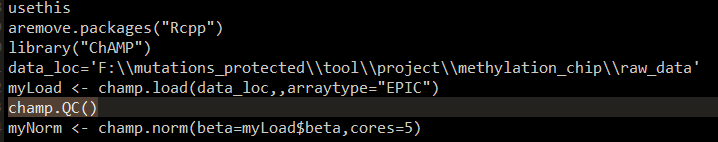 usethis
aremove.packages("Rcpp")
library("ChAMP")
data_loc='F:\\mutations_protected\\tool\\project\\methylation_chip\\raw_data'
myLoad <- champ.load(data_loc,,arraytype="EPIC")
champ.QC()
myNorm <- champ.norm(beta=myLoad$beta,cores=5)